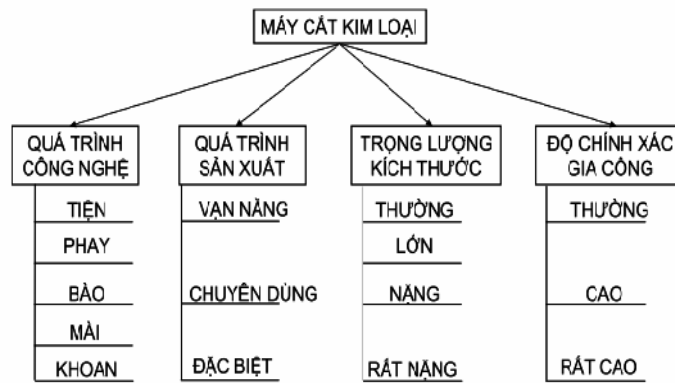 MÁY CẮT KIM LOẠI
QUÁ TRÌNH
CÔNG NGHỆ
TIỆN
PHAY
BÀO
MÀI
KHOAN
QUÁ TRÌNH
SẢN XUẤT
VẠN NĂNG
CHUYÊN DÙNG
ĐẶC BIỆT
TRỌNG LƯỢNG
KÍCH THƯỚC
THƯỜNG
LỚN
NẶNG
RẤT NẶNG
ĐỘ CHÍNH XÁC
GIA CÔNG
THƯỜNG
CAO
RẤT CAO